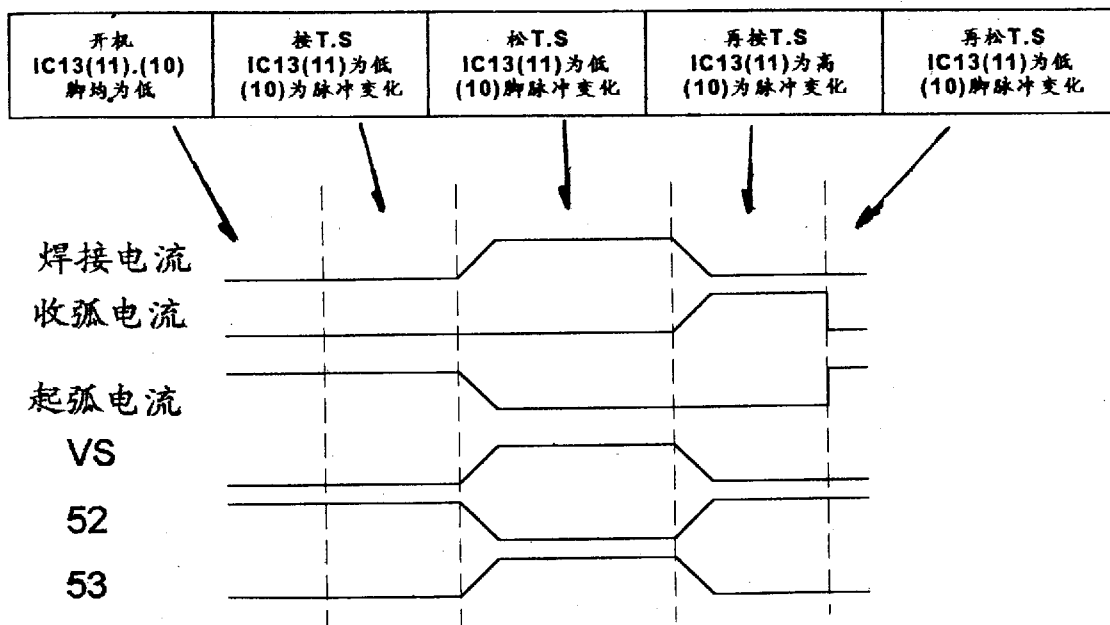 开机
IC13(11).(10)
脚均为低
按T.S
IC13(11)为低
(10)为脉冲变化
松T.S
IC13(11)为低
(10)脚脉冲变化
再按T.S
IC13(11)为高
(10)为脉冲变化
再松T.S
IC13(11)为低
(10)脚脉冲变化
焊接电流
收弧电流
起弧电流
VS
52
53